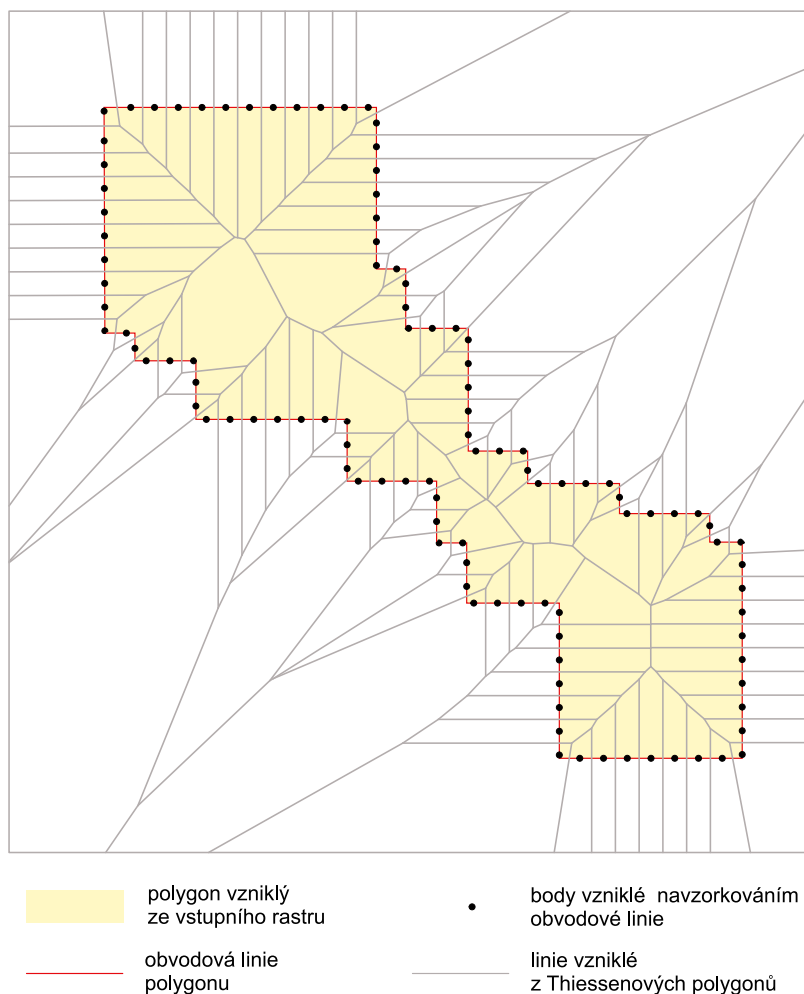 polygon vzniklý
ze vstupního rastru
body vzniklé navzorkováním
obvodové linie
obvodová linie
polygonu
linie vzniklé
z Thiessenových polygonů